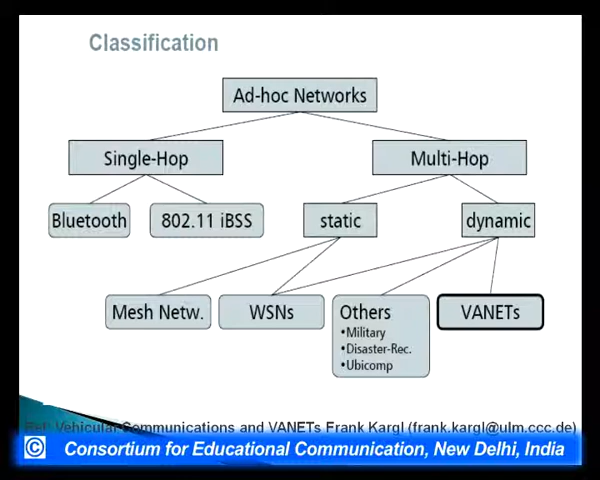 Classification
Ad-hoc Networks
Single-Hop
Multi-Hop
Bluetooth
802.11 iBSS
static
dynamic
Mesh Netw.
WSNs
Others
•Military
•Disaster-Rec.
•Ubicomp
VANETs
Ref: Vehicular Communications and VANETs Frank Kargl (frank.kargl@ulm.ccc.de)
© Consortium for Educational Communication, New Delhi, India